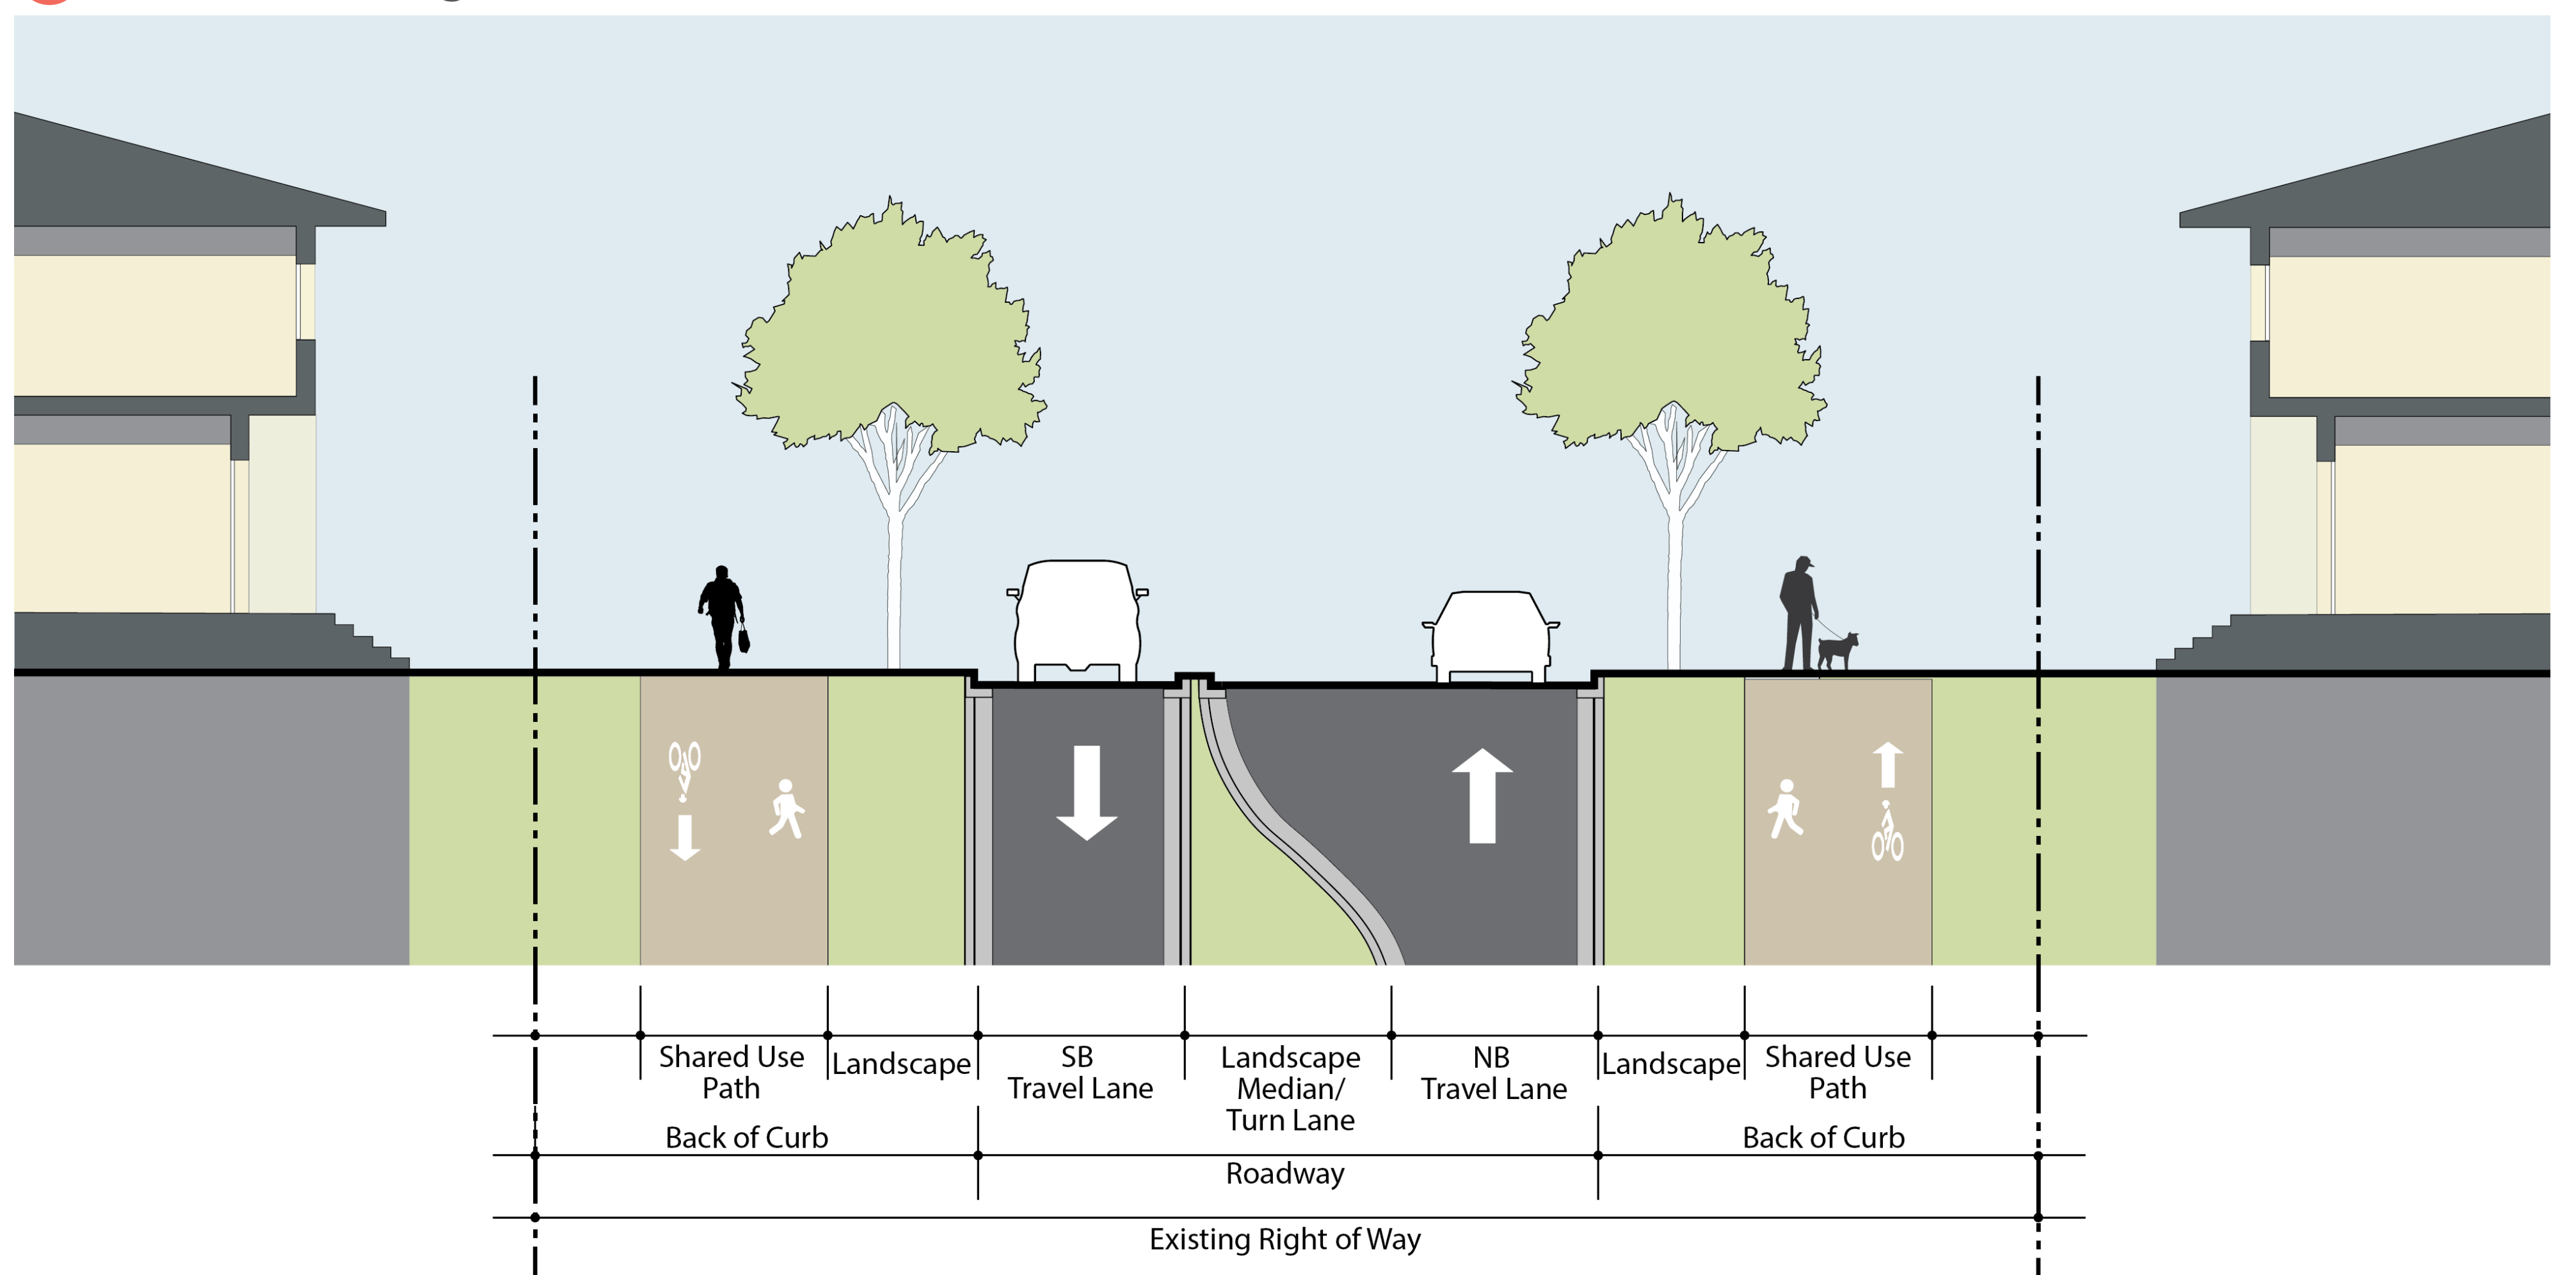 Shared Use
Path
Landscape
SB
Travel Lane
Landscape
Median/
Turn Lane
NB
Travel Lane
Landscape
Shared Use
Path
Back of Curb
Roadway
Back of Curb
Existing Right of Way